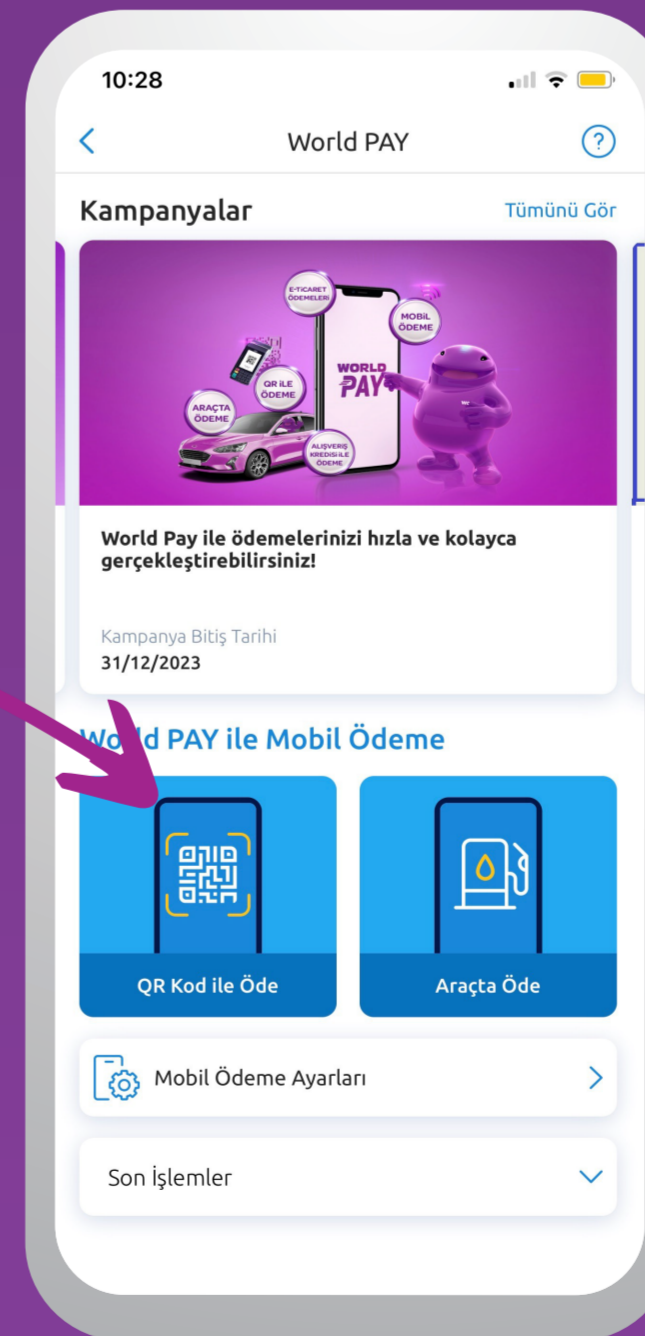 10:28
World PAY
?
Kampanyalar
Tümünü Gör
E-TİCARET
ÖDEMELERİ
MOBİL
ÖDEME
WORLD
PAY
QR İLE
ÖDEME
ARAÇTA
ÖDEME
ALIŞVERİŞ
KREDİSİ İLE
ÖDEME
World Pay ile ödemelerinizi hızla ve kolayca
gerçekleştirebilirsiniz!
Kampanya Bitiş Tarihi
31/12/2023
World PAY ile Mobil Ödeme
QR Kod ile Öde
Araçta Öde
Mobil Ödeme Ayarları
Son İşlemler